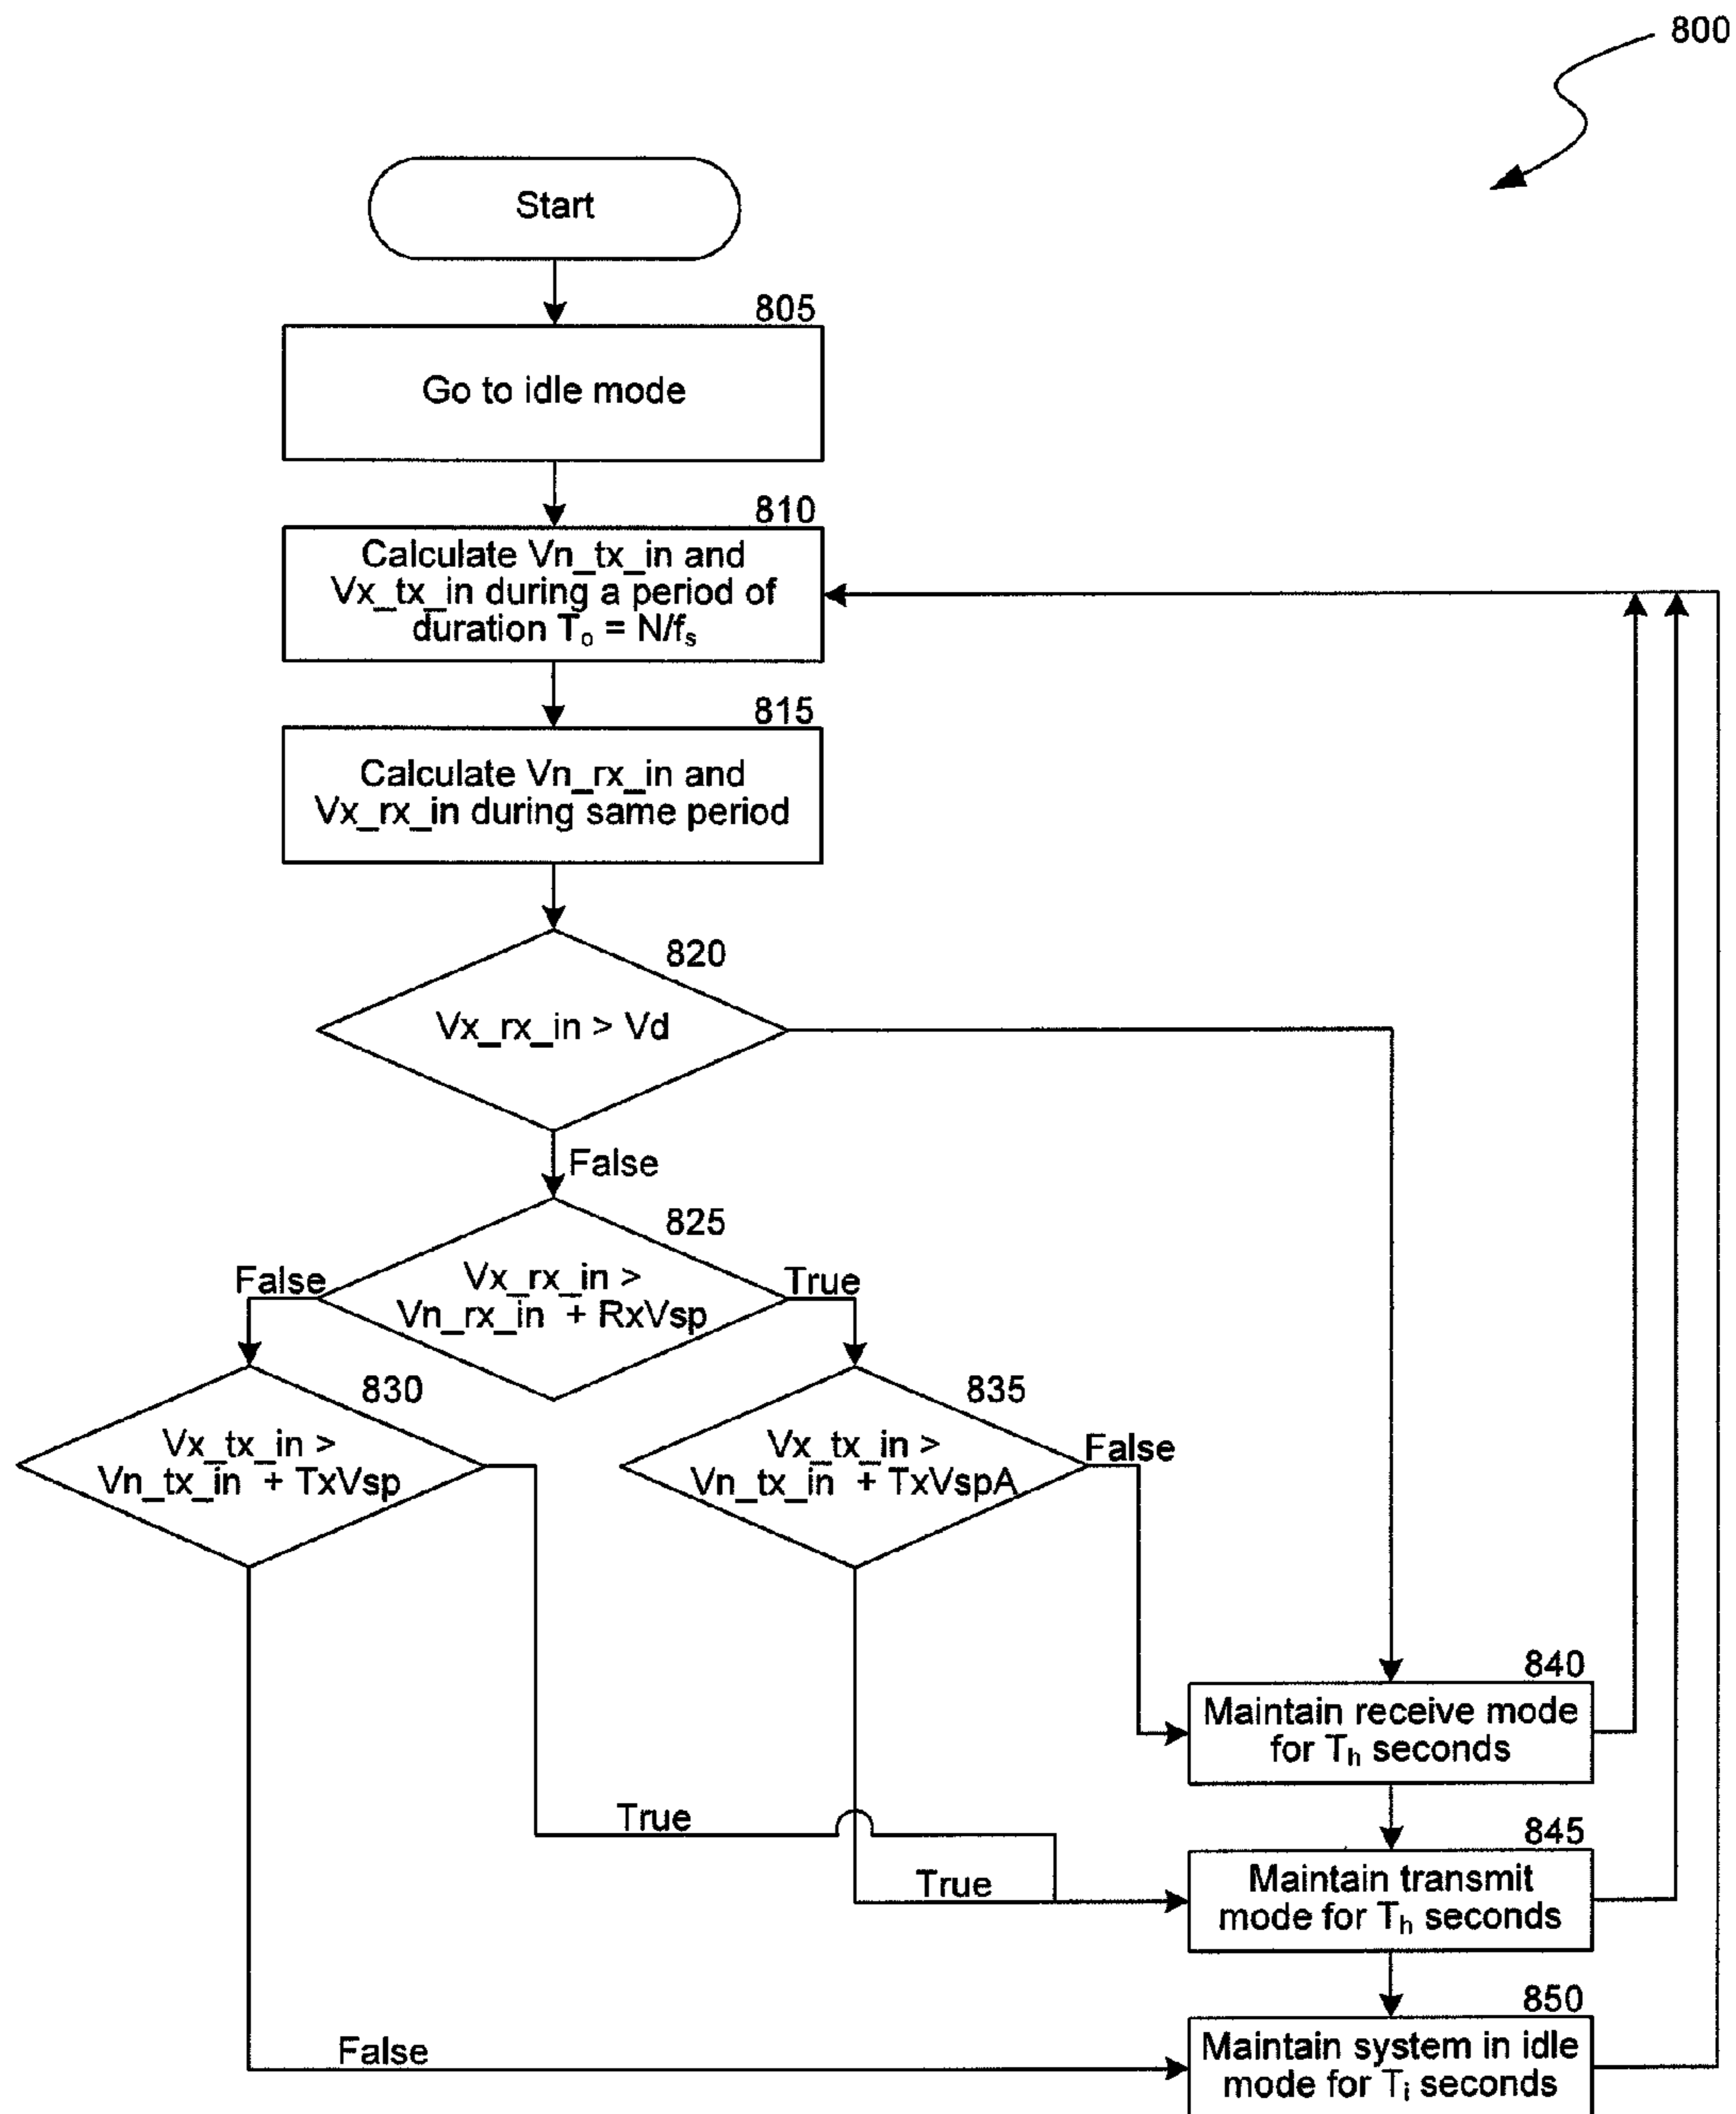 800
Start
805
Go to idle mode
810
Calculate Vn_tx_in and
Vx_tx_in during a period of
duration To = N/fs
815
Calculate Vn_rx_in and
Vx_rx_in during same period
820
Vx_rx_in > Vd
False
825
Vx_rx_in >
Vn_rx_in + RxVsp
False
True
830
Vx_tx_in >
Vn_tx_in + TxVsp
835
Vx_tx_in >
Vn_tx_in + TxVspA
False
840
Maintain receive mode
for Th seconds
True
845
True
Maintain transmit
mode for Th seconds
850
False
Maintain system in idle
mode for Ti seconds